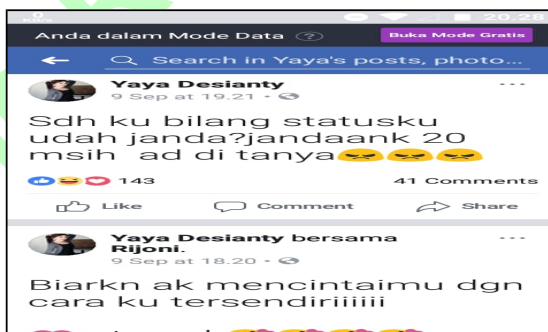 0
KB/s
20.28
Anda dalam Mode Data ?
Buka Mode Gratis
Search in Yaya's posts, photo...
Yaya Desianty
9 Sep at 19.21 •
Sdh ku bilang statusku
udah janda?jandaank 20
msih ad di tanya
143
41 Comments
Like
Comment
Share
Yaya Desianty bersama
Rijoni.
9 Sep at 18.20 •
Biarkn ak mencintaimu dgn
cara ku tersendiriiiiii